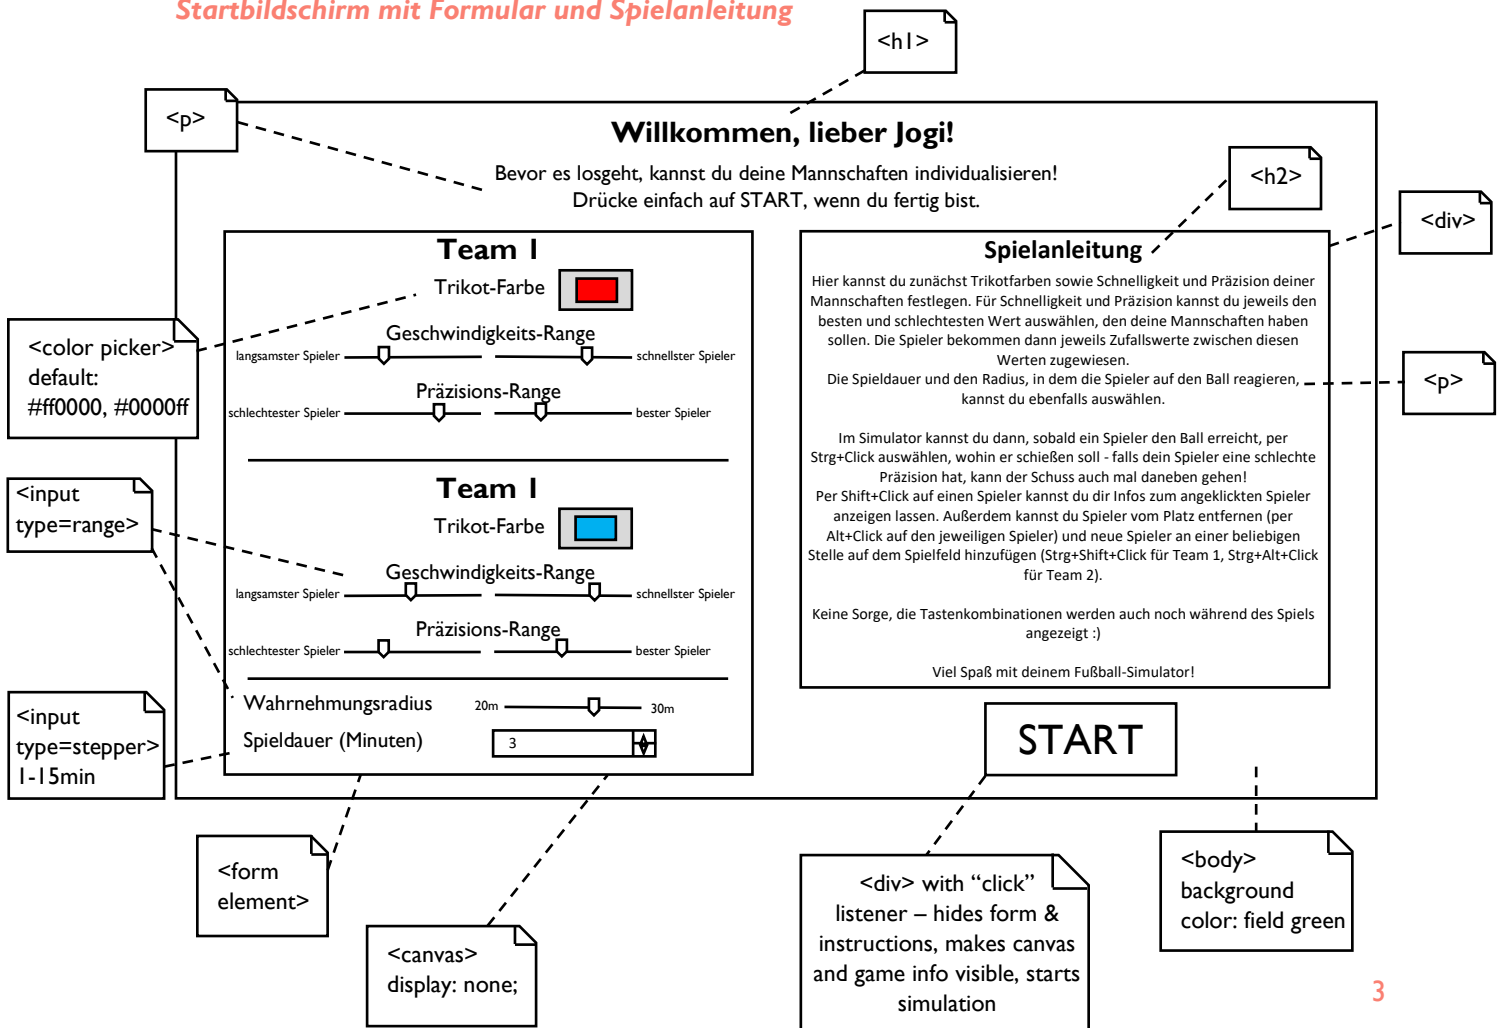 Startbildschirm mit Formular und Spielanleitung
<h1>
<p>
Willkommen, lieber Jogi!
Bevor es losgeht, kannst du deine Mannschaften individualisieren!
Drücke einfach auf START, wenn du fertig bist.
<h2>
<div>
Team 1
Trikot-Farbe
Geschwindigkeits-Range
langsamster Spieler
schnellster Spieler
Präzisions-Range
schlechtester Spieler
bester Spieler
<color picker>
default:
#ff0000, #0000ff
Team 1
Trikot-Farbe
Geschwindigkeits-Range
langsamster Spieler
schnellster Spieler
Präzisions-Range
schlechtester Spieler
bester Spieler
<input
type=range>
Wahrnehmungsradius
20m
30m
Spieldauer (Minuten)
3
<input
type=stepper>
1-15min
Spielanleitung
Hier kannst du zunächst Trikotfarben sowie Schnelligkeit und Präzision deiner
Mannschaften festlegen. Für Schnelligkeit und Präzision kannst du jeweils den
besten und schlechtesten Wert auswählen, den deine Mannschaften haben
sollen. Die Spieler bekommen dann jeweils Zufallswerte zwischen diesen
Werten zugewiesen.
Die Spieldauer und den Radius, in dem die Spieler auf den Ball reagieren,
kannst du ebenfalls auswählen.
Im Simulator kannst du dann, sobald ein Spieler den Ball erreicht, per
Strg+Click auswählen, wohin er schießen soll - falls dein Spieler eine schlechte
Präzision hat, kann der Schuss auch mal daneben gehen!
Per Shift+Click auf einen Spieler kannst du dir Infos zum angeklickten Spieler
anzeigen lassen. Außerdem kannst du Spieler vom Platz entfernen (per
Alt+Click auf den jeweiligen Spieler) und neue Spieler an einer beliebigen
Stelle auf dem Spielfeld hinzufügen (Strg+Shift+Click für Team 1, Strg+Alt+Click
für Team 2).
Keine Sorge, die Tastenkombinationen werden auch noch während des Spiels
angezeigt :)
Viel Spaß mit deinem Fußball-Simulator!
<p>
START
<form
element>
<canvas>
display: none;
<div> with “click”
listener – hides form &
instructions, makes canvas
and game info visible, starts
simulation
<body>
background
color: field green
3